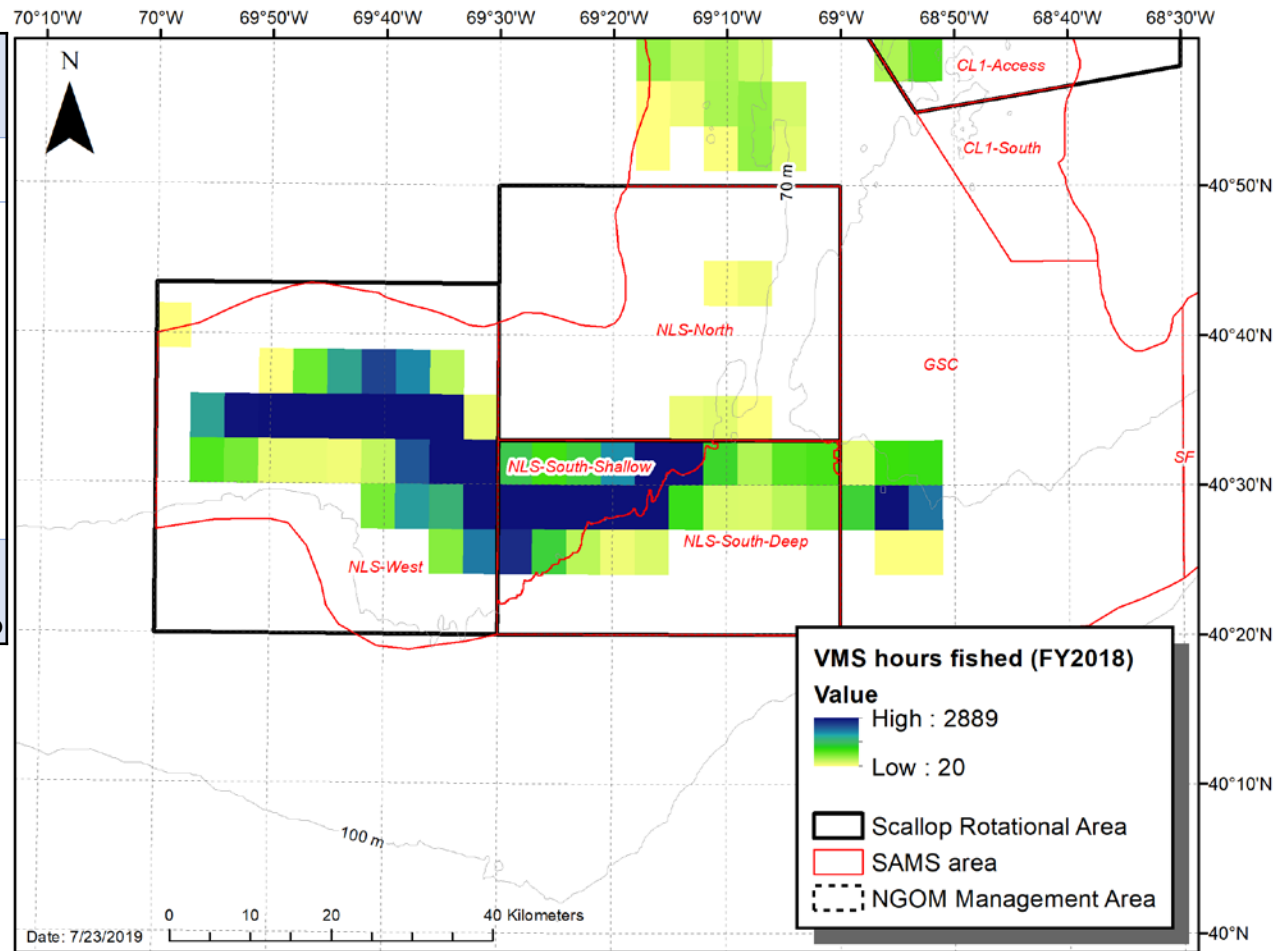 70°10'W 70°0'W 69°50'W 69°40'W 69°30'W 69°20'W 69°10'W 69°0'W 68°50'W 68°40'W 68°30'W
N
CL1-Access
CL1-South
70 m
40°50'N
NLS-North
40°40'N
GSC
SF
NLS-South-Shallow
40°30'N
NLS-South-Deep
NLS-West
40°20'N
VMS hours fished (FY2018)
Value
High : 2889
Low : 20
40°10'N
Scallop Rotational Area
100 m
SAMS area
NGOM Management Area
0 10 20 40 Kilometers
Date: 7/23/2019
40°N